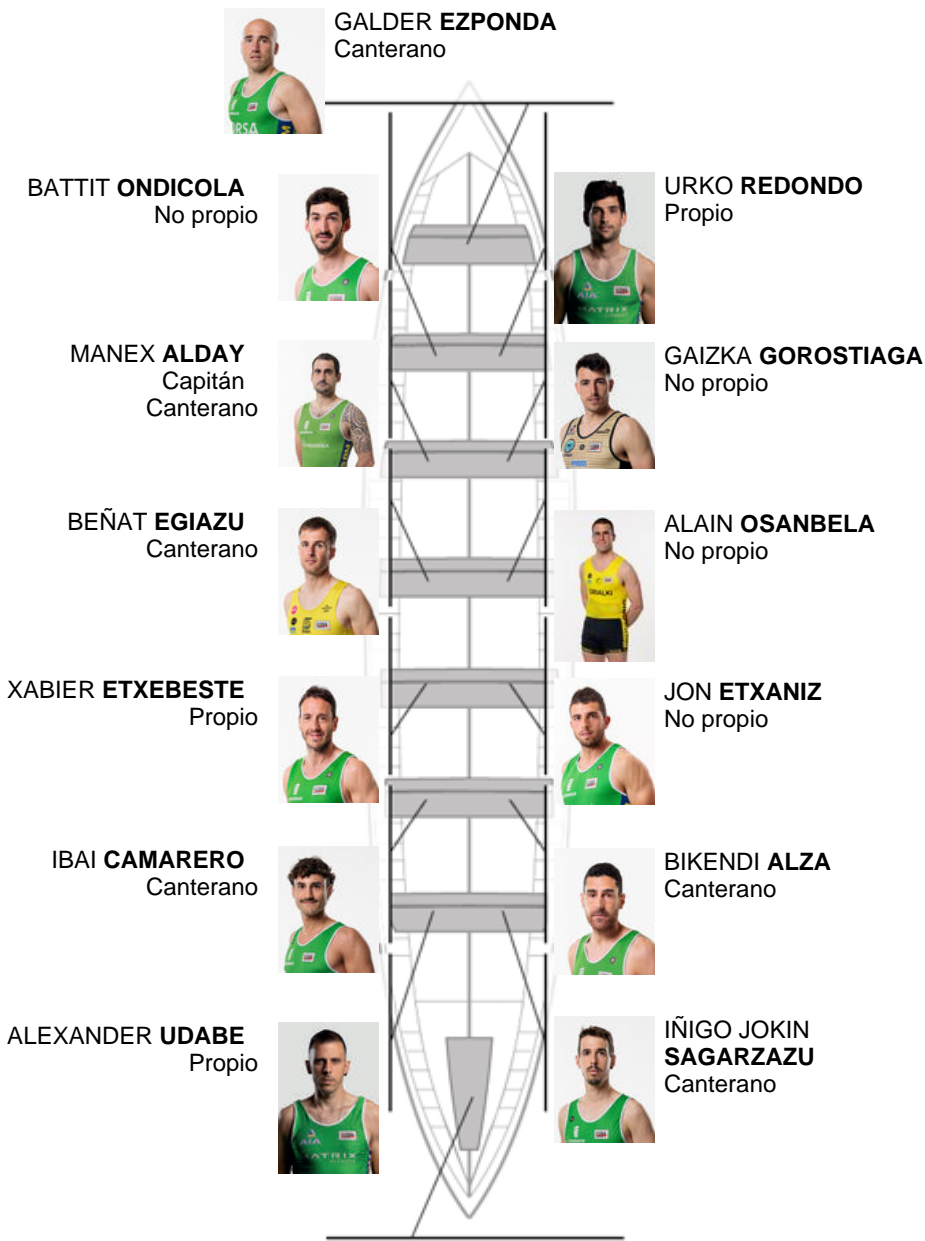 GALDER EZPONDA
Canterano
BATTIT ONDICOLA
No propio
URKO REDONDO
Propio
MANEX ALDAY
Capitán
Canterano
GAIZKA GOROSTIAGA
No propio
BEÑAT EGIAZU
Canterano
ALAIN OSANBELA
No propio
XABIER ETXEBESTE
Propio
JON ETXANIZ
No propio
IBAI CAMARERO
Canterano
BIKENDI ALZA
Canterano
ALEXANDER UDABE
Propio
IÑIGO JOKIN
SAGARZAZU
Canterano
MATRIX
MATRIX